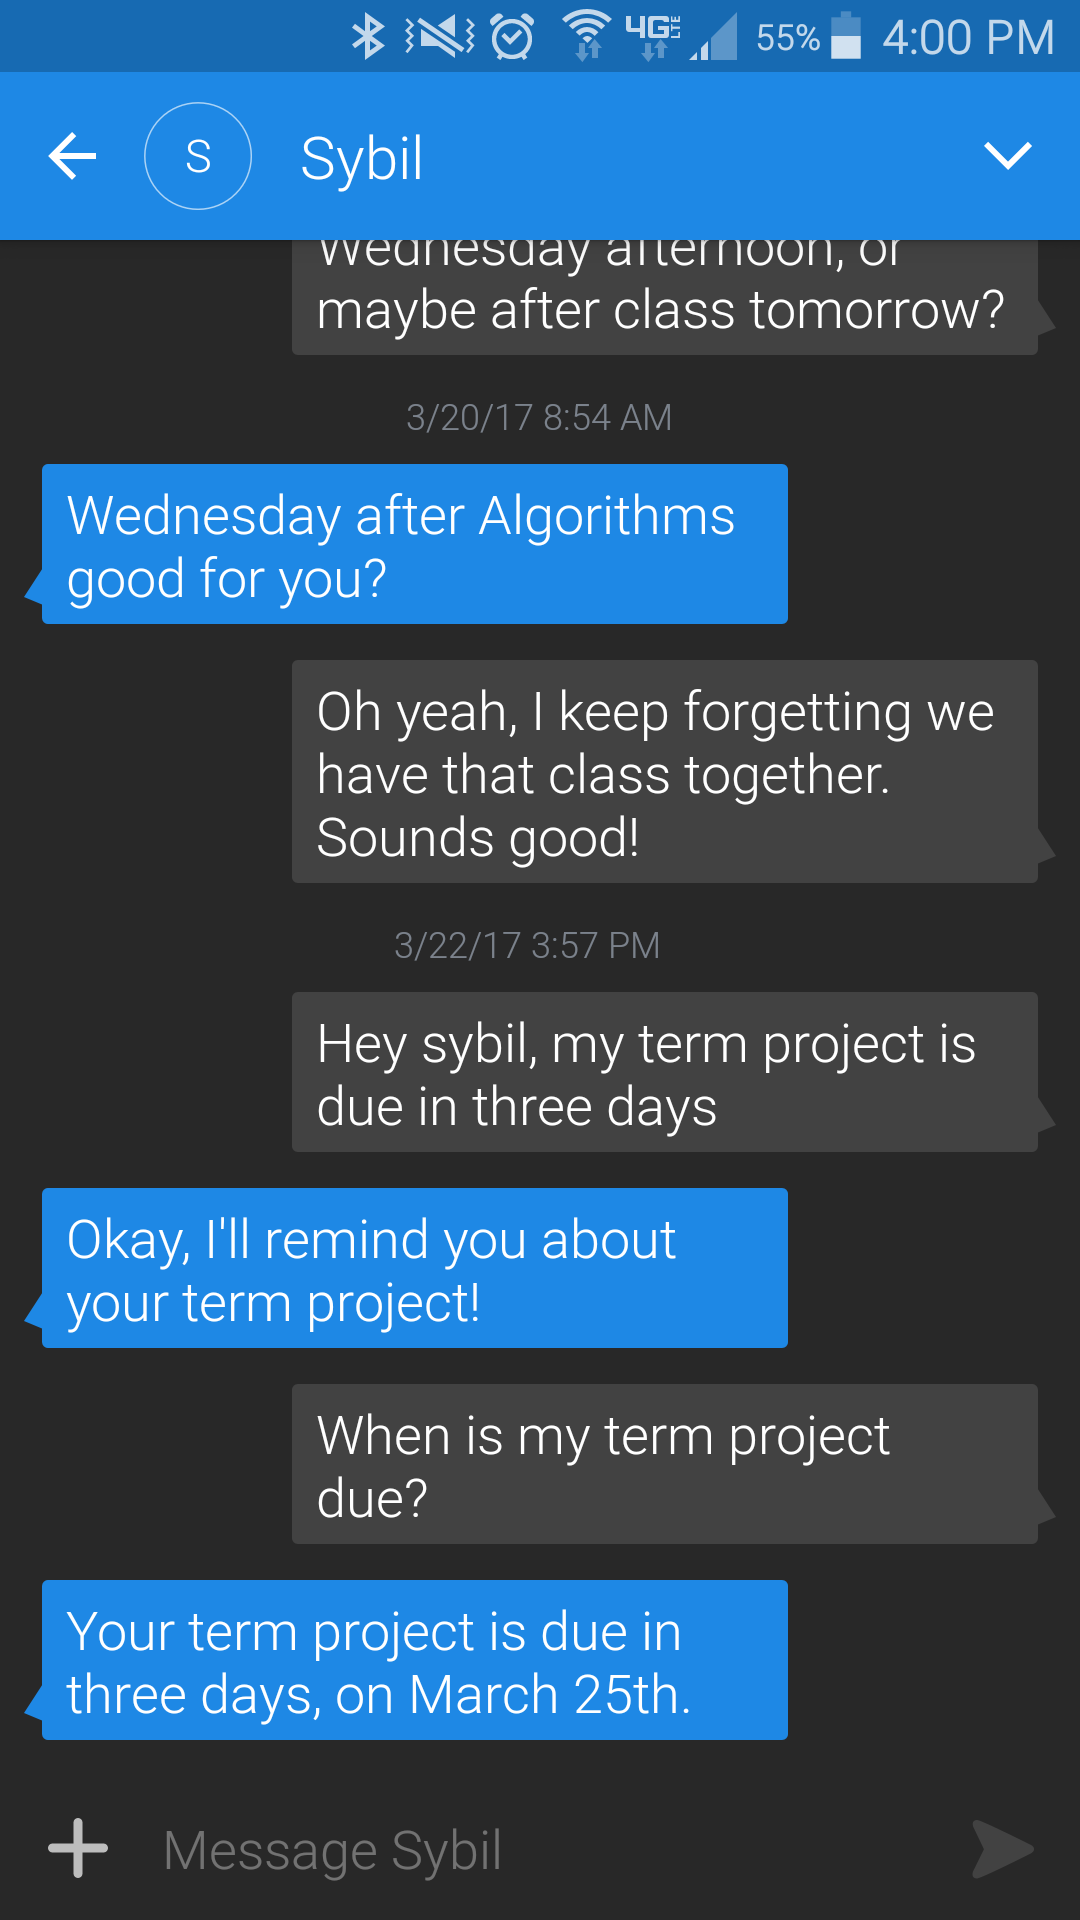 4G LTE 55% 4:00 PM
S Sybil
Wednesday afternoon, or
maybe after class tomorrow?
3/20/17 8:54 AM
Wednesday after Algorithms
good for you?
Oh yeah, I keep forgetting we
have that class together.
Sounds good!
3/22/17 3:57 PM
Hey sybil, my term project is
due in three days
Okay, I'll remind you about
your term project!
When is my term project
due?
Your term project is due in
three days, on March 25th.
Message Sybil